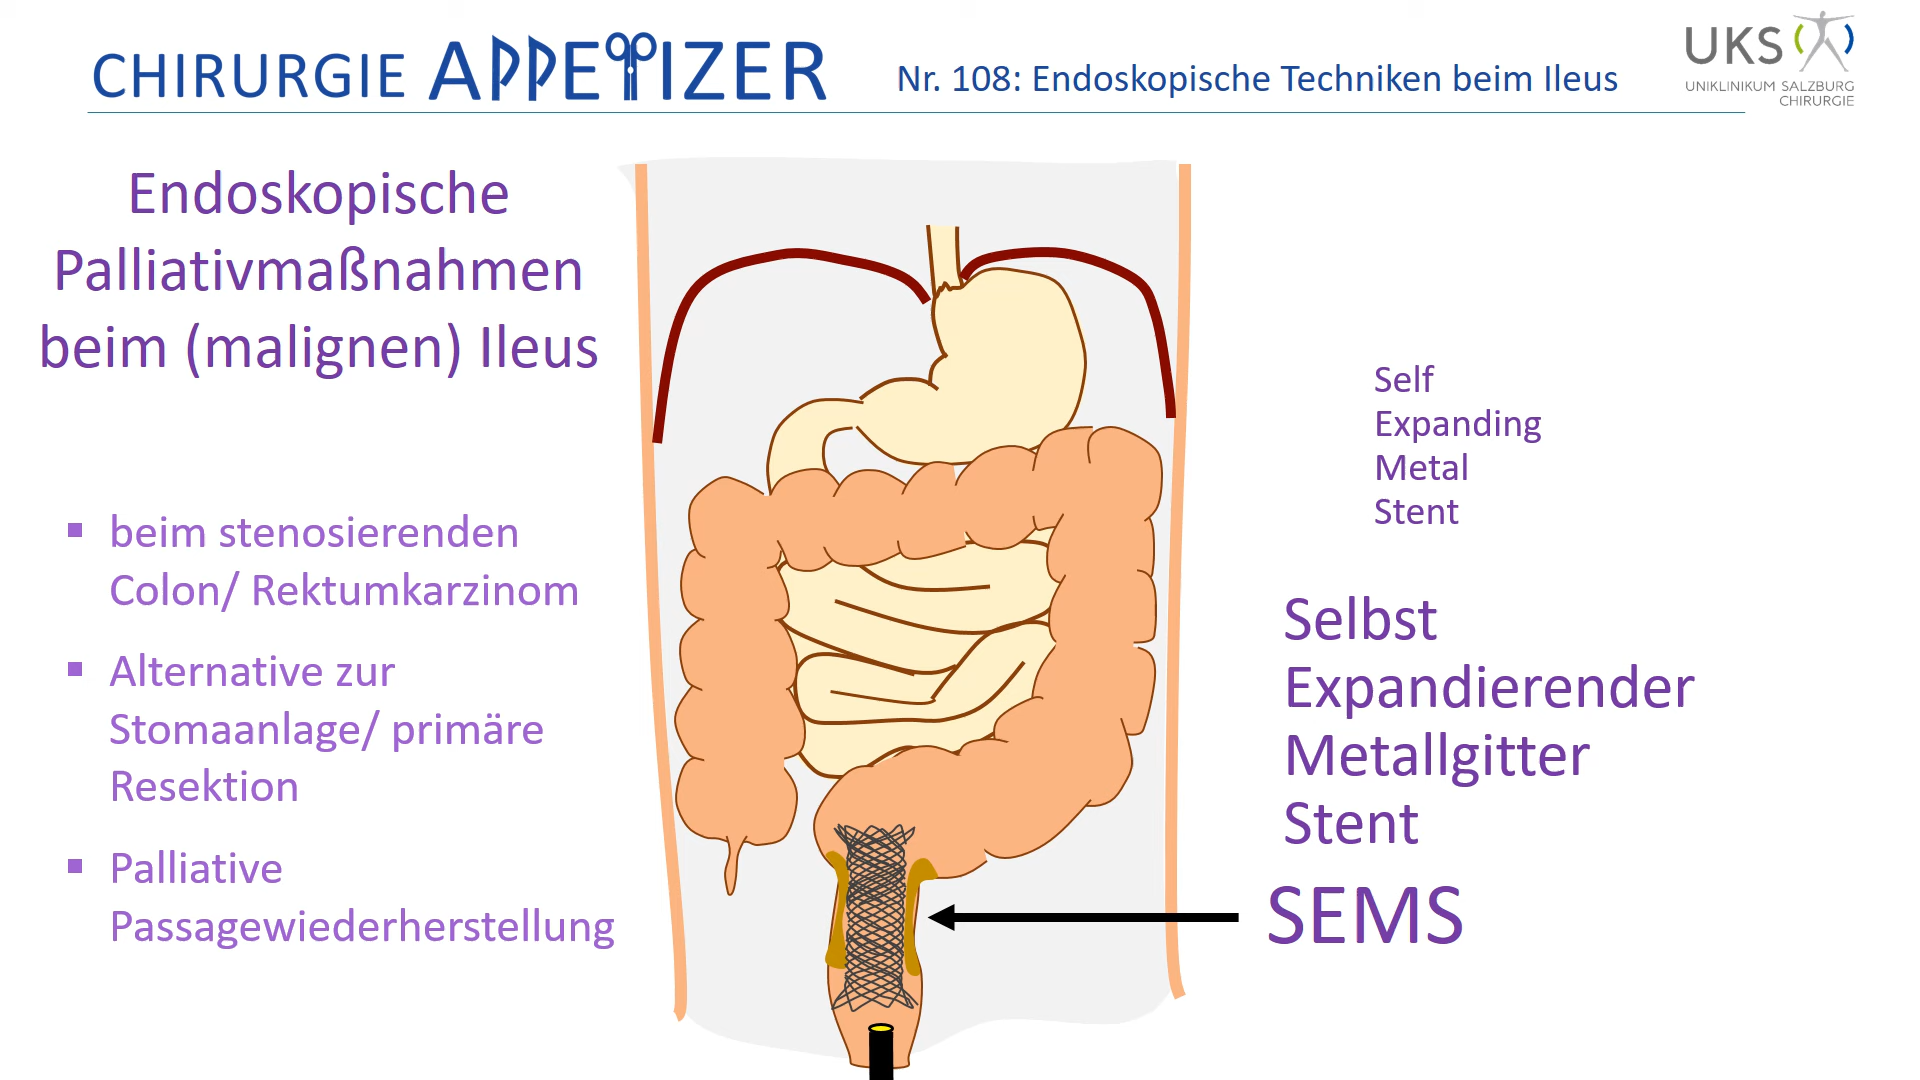 CHIRURGIE APPETIZER
Nr. 108: Endoskopische Techniken beim Ileus
UKS
UNIKLINIKUM SALZBURG
CHIRURGIE
Endoskopische
Palliativmaßnahmen
beim (malignen) Ileus
▪ beim stenosierenden
Colon/ Rektumkarzinom
▪ Alternative zur
Stomaanlage/ primäre
Resektion
▪ Palliative
Passagewiederherstellung
Self
Expanding
Metal
Stent
Selbst
Expandierender
Metallgitter
Stent
SEMS